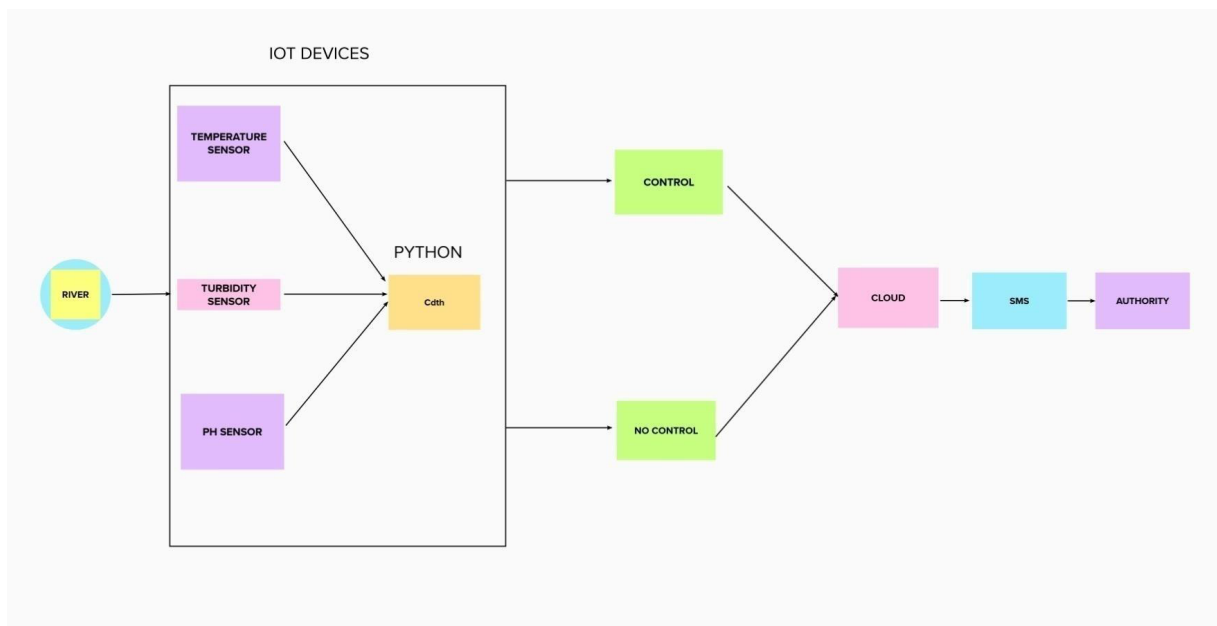 IOT DEVICES
TEMPERATURE
SENSOR
PYTHON
RIVER
TURBIDITY
SENSOR
Cdth
PH SENSOR
CONTROL
NO CONTROL
CLOUD
SMS
AUTHORITY